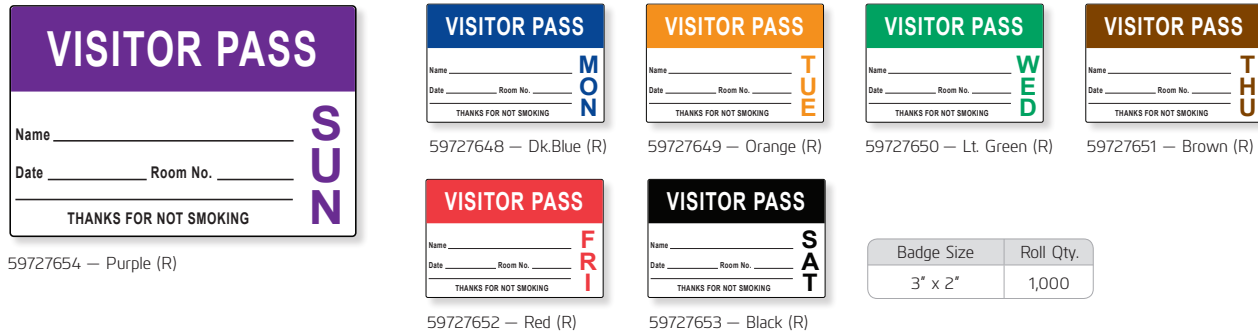 VISITOR PASS
Name
Date Room No.
THANKS FOR NOT SMOKING
SUN
59727654 — Purple (R)
VISITOR PASS
Name
Date Room No.
THANKS FOR NOT SMOKING
MON
59727648 — Dk.Blue (R)
VISITOR PASS
Name
Date Room No.
THANKS FOR NOT SMOKING
TUE
59727649 — Orange (R)
VISITOR PASS
Name
Date Room No.
THANKS FOR NOT SMOKING
WED
59727650 — Lt. Green (R)
VISITOR PASS
Name
Date Room No.
THANKS FOR NOT SMOKING
THU
59727651 — Brown (R)
VISITOR PASS
Name
Date Room No.
THANKS FOR NOT SMOKING
FRI
59727652 — Red (R)
VISITOR PASS
Name
Date Room No.
THANKS FOR NOT SMOKING
SAT
59727653 — Black (R)
Badge Size Roll Qty.
3" x 2" 1,000